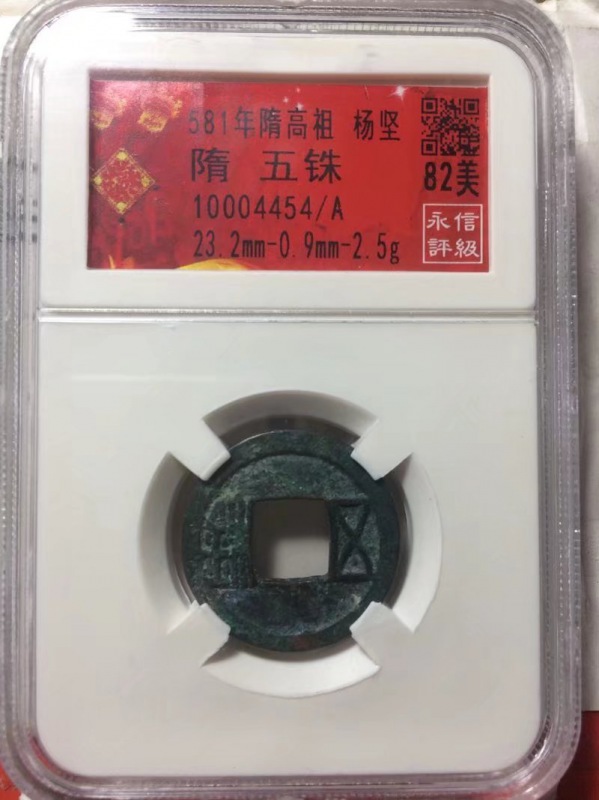 581年隋高祖 杨坚
隋 五铢
82美
10004454/A
23.2mm-0.9mm-2.5g
永信
評級
五